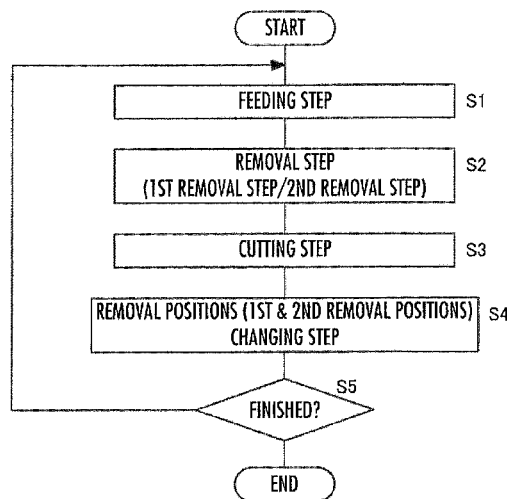 START
FEEDING STEP
S1
REMOVAL STEP
(1ST REMOVAL STEP/2ND REMOVAL STEP)
S2
CUTTING STEP
S3
REMOVAL POSITIONS (1ST & 2ND REMOVAL POSITIONS)
CHANGING STEP
S4
S5
FINISHED?
END